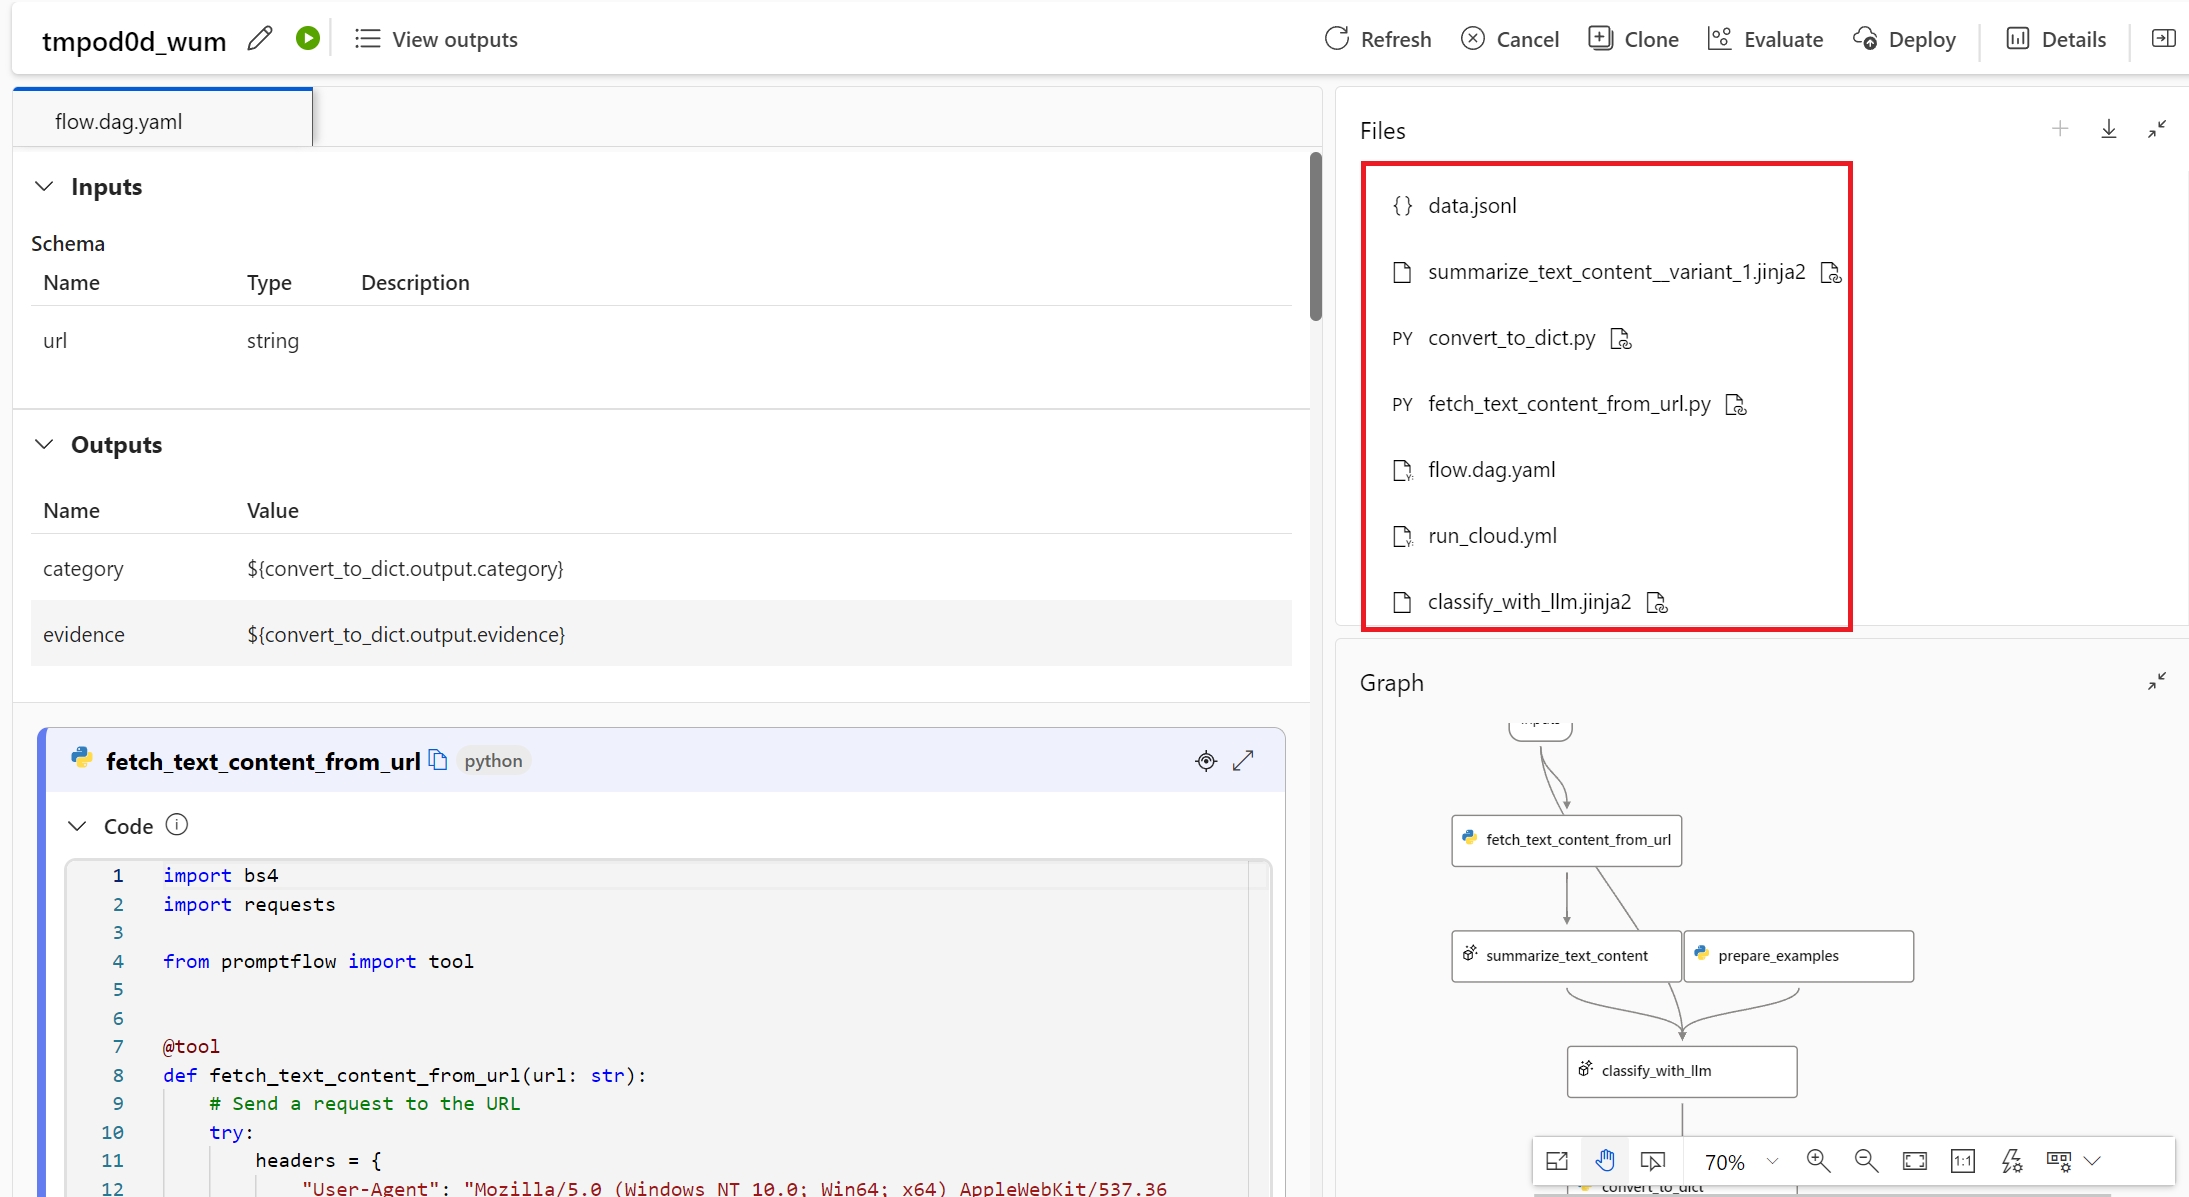 tmpod0d_wum View outputs Refresh Cancel Clone Evaluate Deploy Details
flow.dag.yaml
Inputs
Schema
Name Type Description
url string
Outputs
Name Value
category ${convert_to_dict.output.category}
evidence ${convert_to_dict.output.evidence}
fetch_text_content_from_url python
Code
1 import bs4
2 import requests
3
4 from promptflow import tool
5
6
7 @tool
8 def fetch_text_content_from_url(url: str):
9 # Send a request to the URL
10 try:
11 headers = {
12 "User-Agent": "Mozilla/5.0 (Windows NT 10.0; Win64; x64) AppleWebKit/537.36
Files
{} data.jsonl
summarize_text_content__variant_1.jinja2
PY convert_to_dict.py
PY fetch_text_content_from_url.py
flow.dag.yaml
run_cloud.yml
classify_with_llm.jinja2
Graph
inputs
fetch_text_content_from_url
summarize_text_content prepare_examples
classify_with_llm
70% 1:1
convert_to_dict